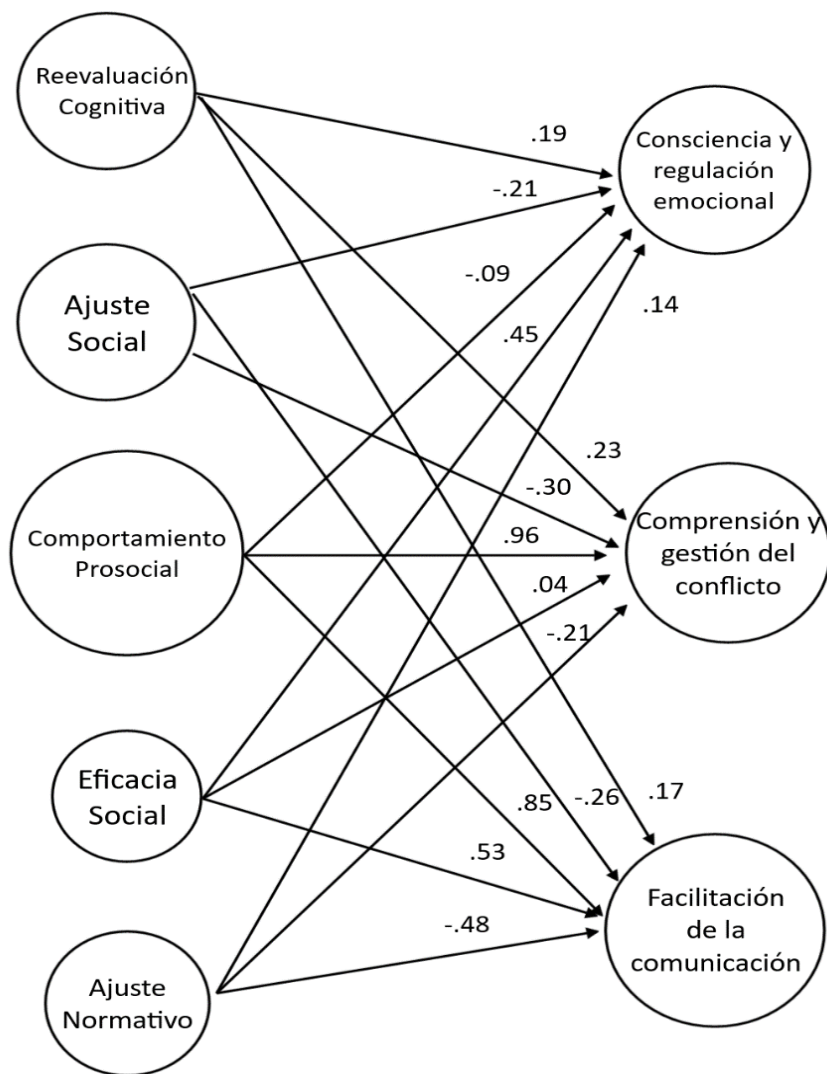 Reevaluación
Cognitiva
Ajuste
Social
Comportamiento
Prosocial
Eficacia
Social
Ajuste
Normativo
.19
-.21
-.09
.45
.14
.23
-.30
.96
.04
-.21
.85
-.26
.17
.53
-.48
Consciencia y
regulación
emocional
Comprensión y
gestión del
conflicto
Facilitación
de la
comunicación